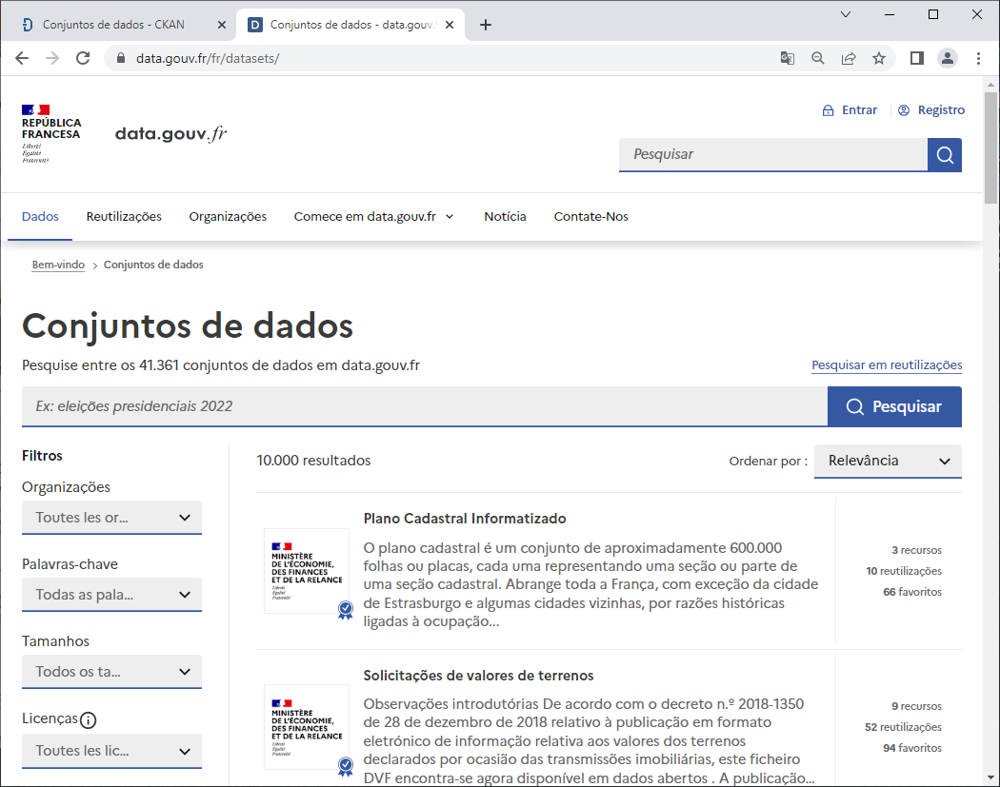 Conjuntos de dados - CKAN
Conjuntos de dados - data.gouv.
data.gouv.fr/fr/datasets/
RÉPÚBLICA
FRANCESA
Liberté
Égalité
Fraternité
data.gouv.fr
Entrar
Registro
Pesquisar
Dados
Reutilizações
Organizações
Comece em data.gouv.fr
Notícia
Contate-Nos
Bem-vindo > Conjuntos de dados
Conjuntos de dados
Pesquise entre os 41.361 conjuntos de dados em data.gouv.fr
Pesquisar em reutilizações
Ex: eleições presidenciais 2022
Pesquisar
Filtros
Organizações
Toutes les or...
Palavras-chave
Todas as pala...
Tamanhos
Todos os ta...
Licenças
Toutes les lic...
10.000 resultados
Ordenar por :
Relevância
MINISTÈRE
DE L'ÉCONOMIE,
DES FINANCES
ET DE LA RELANCE
Liberté
Égalité
Fraternité
Plano Cadastral Informatizado
O plano cadastral é um conjunto de aproximadamente 600.000
folhas ou placas, cada uma representando uma seção ou parte de
uma seção cadastral. Abrange toda a França, com exceção da cidade
de Estrasburgo e algumas cidades vizinhas, por razões históricas
ligadas à ocupação...
3 recursos
10 reutilizações
66 favoritos
MINISTÈRE
DE L'ÉCONOMIE,
DES FINANCES
ET DE LA RELANCE
Liberté
Égalité
Fraternité
Solicitações de valores de terrenos
Observações introdutórias De acordo com o decreto n.º 2018-1350
de 28 de dezembro de 2018 relativo à publicação em formato
eletrónico de informação relativa aos valores dos terrenos
declarados por ocasião das transmissões imobiliárias, este ficheiro
DVF encontra-se agora disponível em dados abertos . A publicação...
9 recursos
52 reutilizações
94 favoritos